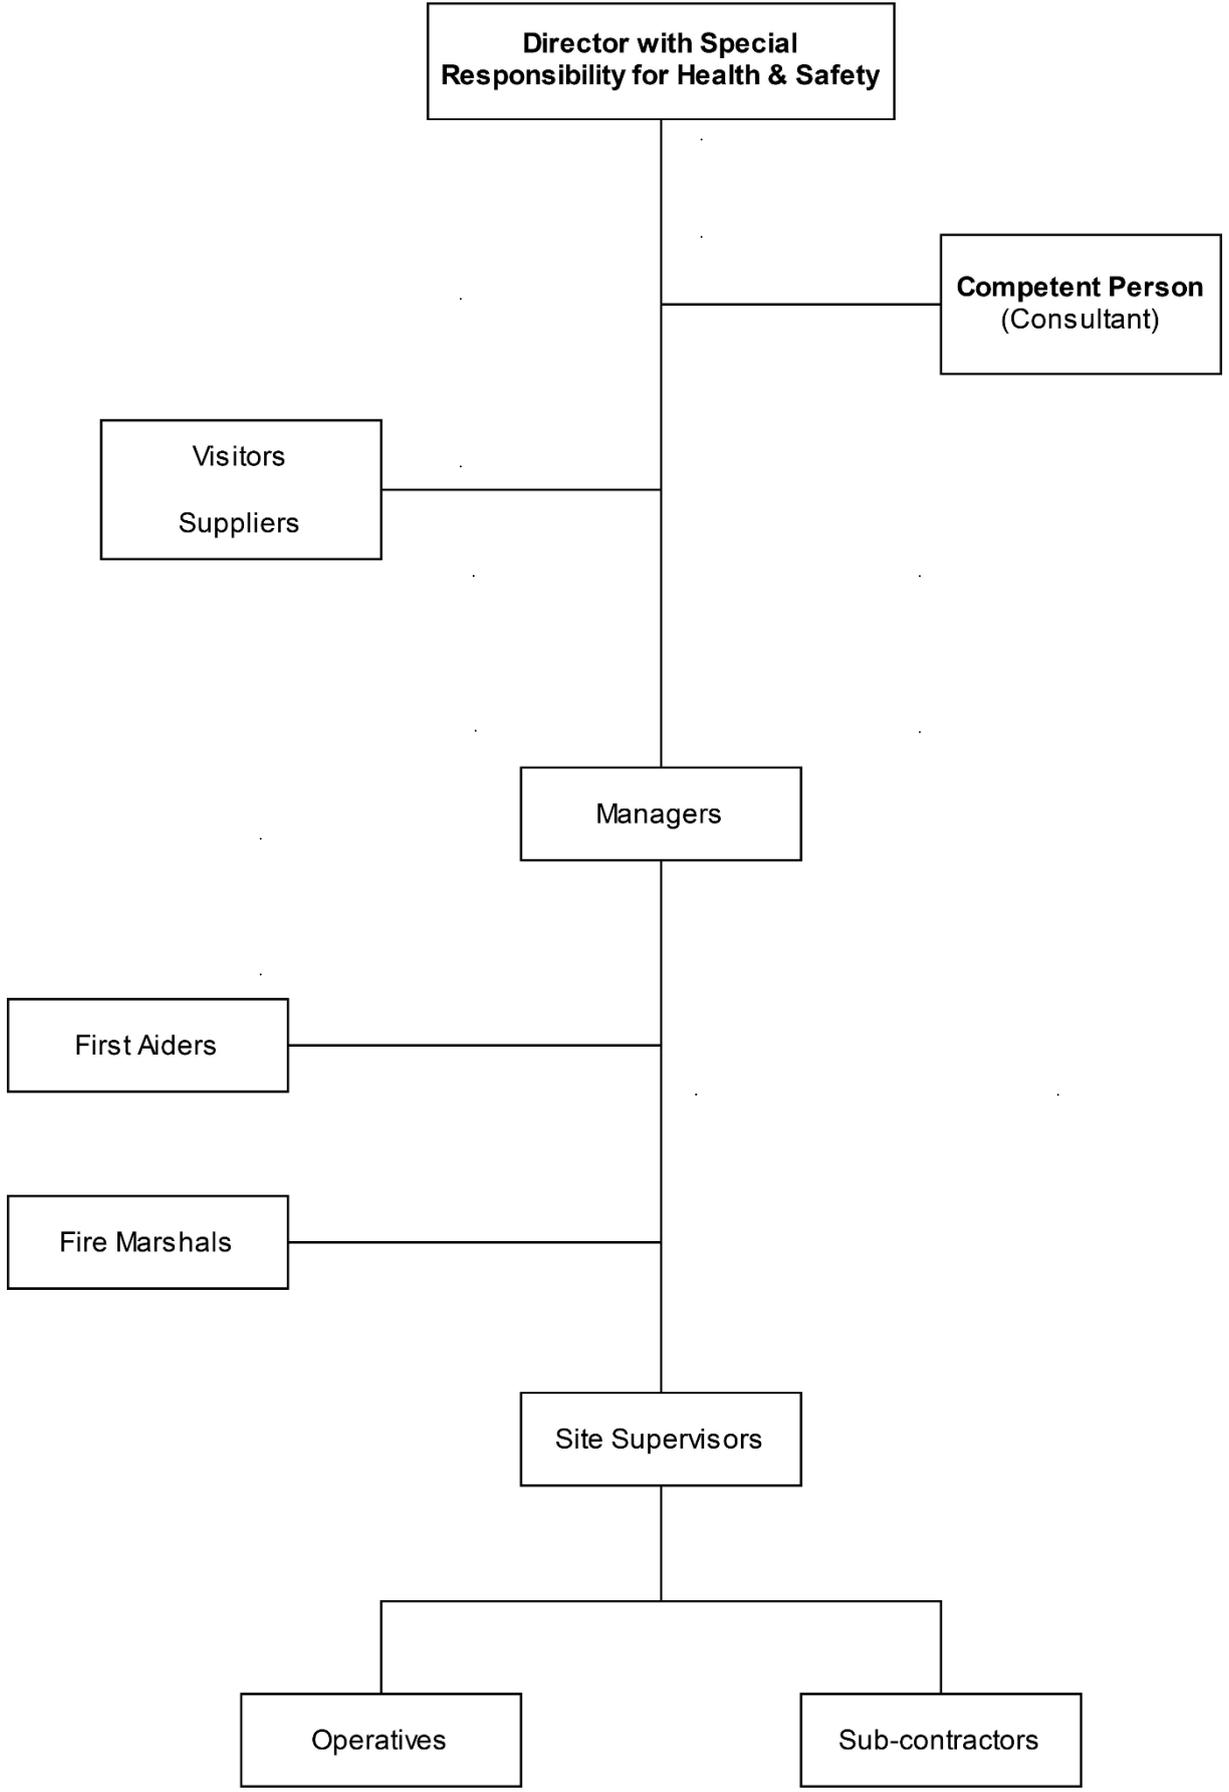 Director with Special
Responsibility for Health & Safety
Competent Person
(Consultant)
Visitors
Suppliers
Managers
First Aiders
Fire Marshals
Site Supervisors
Operatives
Sub-contractors